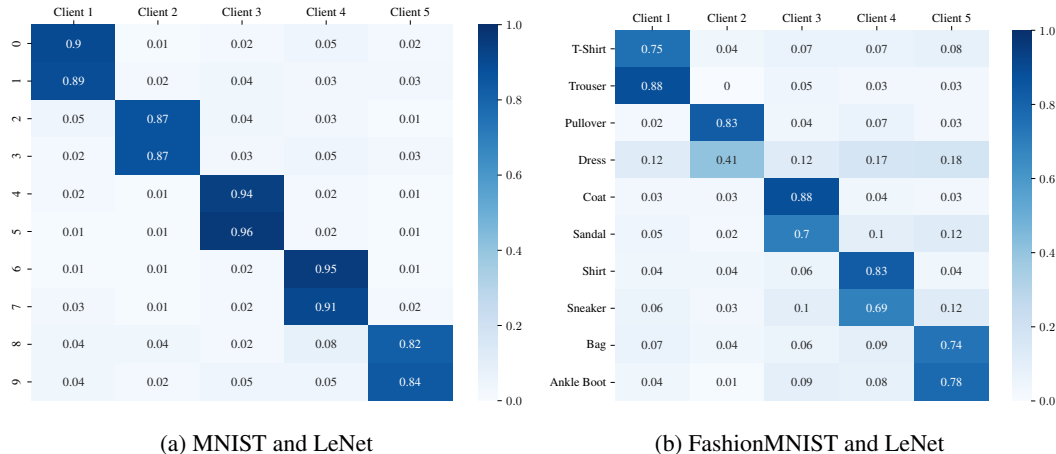 Client 1 Client 2 Client 3 Client 4 Client 5
0 0.9 0.01 0.02 0.05 0.02
1 0.89 0.02 0.04 0.03 0.03
2 0.05 0.87 0.04 0.03 0.01
3 0.02 0.87 0.03 0.05 0.03
4 0.02 0.01 0.94 0.02 0.01
5 0.01 0.01 0.96 0.02 0.01
6 0.01 0.01 0.02 0.95 0.01
7 0.03 0.01 0.02 0.91 0.02
8 0.04 0.04 0.02 0.08 0.82
9 0.04 0.02 0.05 0.05 0.84
1.0
0.8
0.6
0.4
0.2
0.0
(a) MNIST and LeNet
Client 1 Client 2 Client 3 Client 4 Client 5
T-Shirt 0.75 0.04 0.07 0.07 0.08
Trouser 0.88 0 0.05 0.03 0.03
Pullover 0.02 0.83 0.04 0.07 0.03
Dress 0.12 0.41 0.12 0.17 0.18
Coat 0.03 0.03 0.88 0.04 0.03
Sandal 0.05 0.02 0.7 0.1 0.12
Shirt 0.04 0.04 0.06 0.83 0.04
Sneaker 0.06 0.03 0.1 0.69 0.12
Bag 0.07 0.04 0.06 0.09 0.74
Ankle Boot 0.04 0.01 0.09 0.08 0.78
1.0
0.8
0.6
0.4
0.2
0.0
(b) FashionMNIST and LeNet